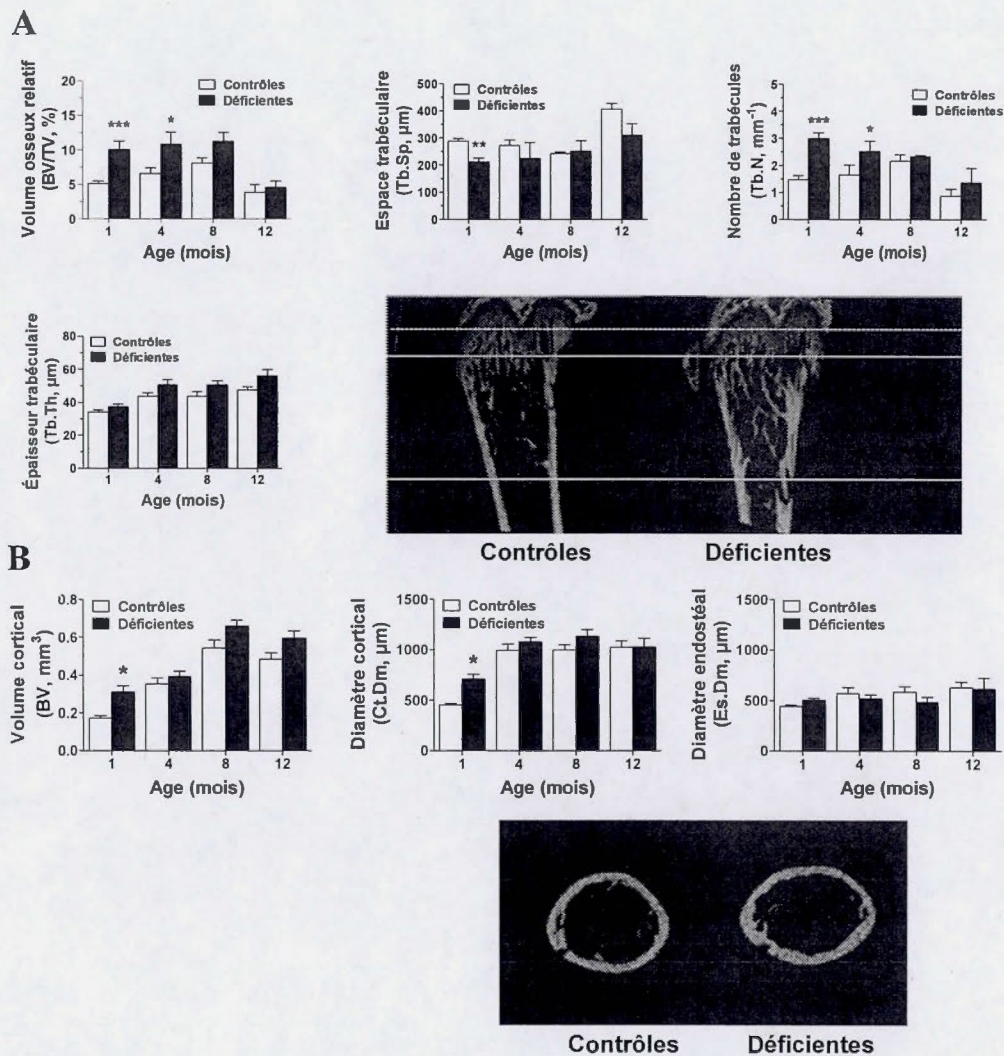 A
Volume osseux relatif
(BV/TV, %)
20
15
10
5
0
Contrôles
Déficientes
***
*
1 4 8 12
Age (mois)
Espace trabéculaire
(Tb.Sp, µm)
500
400
300
200
100
0
Contrôles
Déficientes
**
1 4 8 12
Age (mois)
Nombre de trabécules
(Tb.N, mm⁻¹)
5
4
3
2
1
0
Contrôles
Déficientes
***
*
1 4 8 12
Age (mois)
Épaisseur trabéculaire
(Tb.Th, µm)
80
60
40
20
0
Contrôles
Déficientes
1 4 8 12
Age (mois)
Contrôles Déficientes
B
Volume cortical
(BV, mm³)
0.8
0.6
0.4
0.2
0.0
Contrôles
Déficientes
*
1 4 8 12
Age (mois)
Diamètre cortical
(Ct.Dm, µm)
1500
1000
500
0
Contrôles
Déficientes
*
1 4 8 12
Age (mois)
Diamètre endostéal
(Es.Dm, µm)
1500
1000
500
0
Contrôles
Déficientes
1 4 8 12
Age (mois)
Contrôles Déficientes